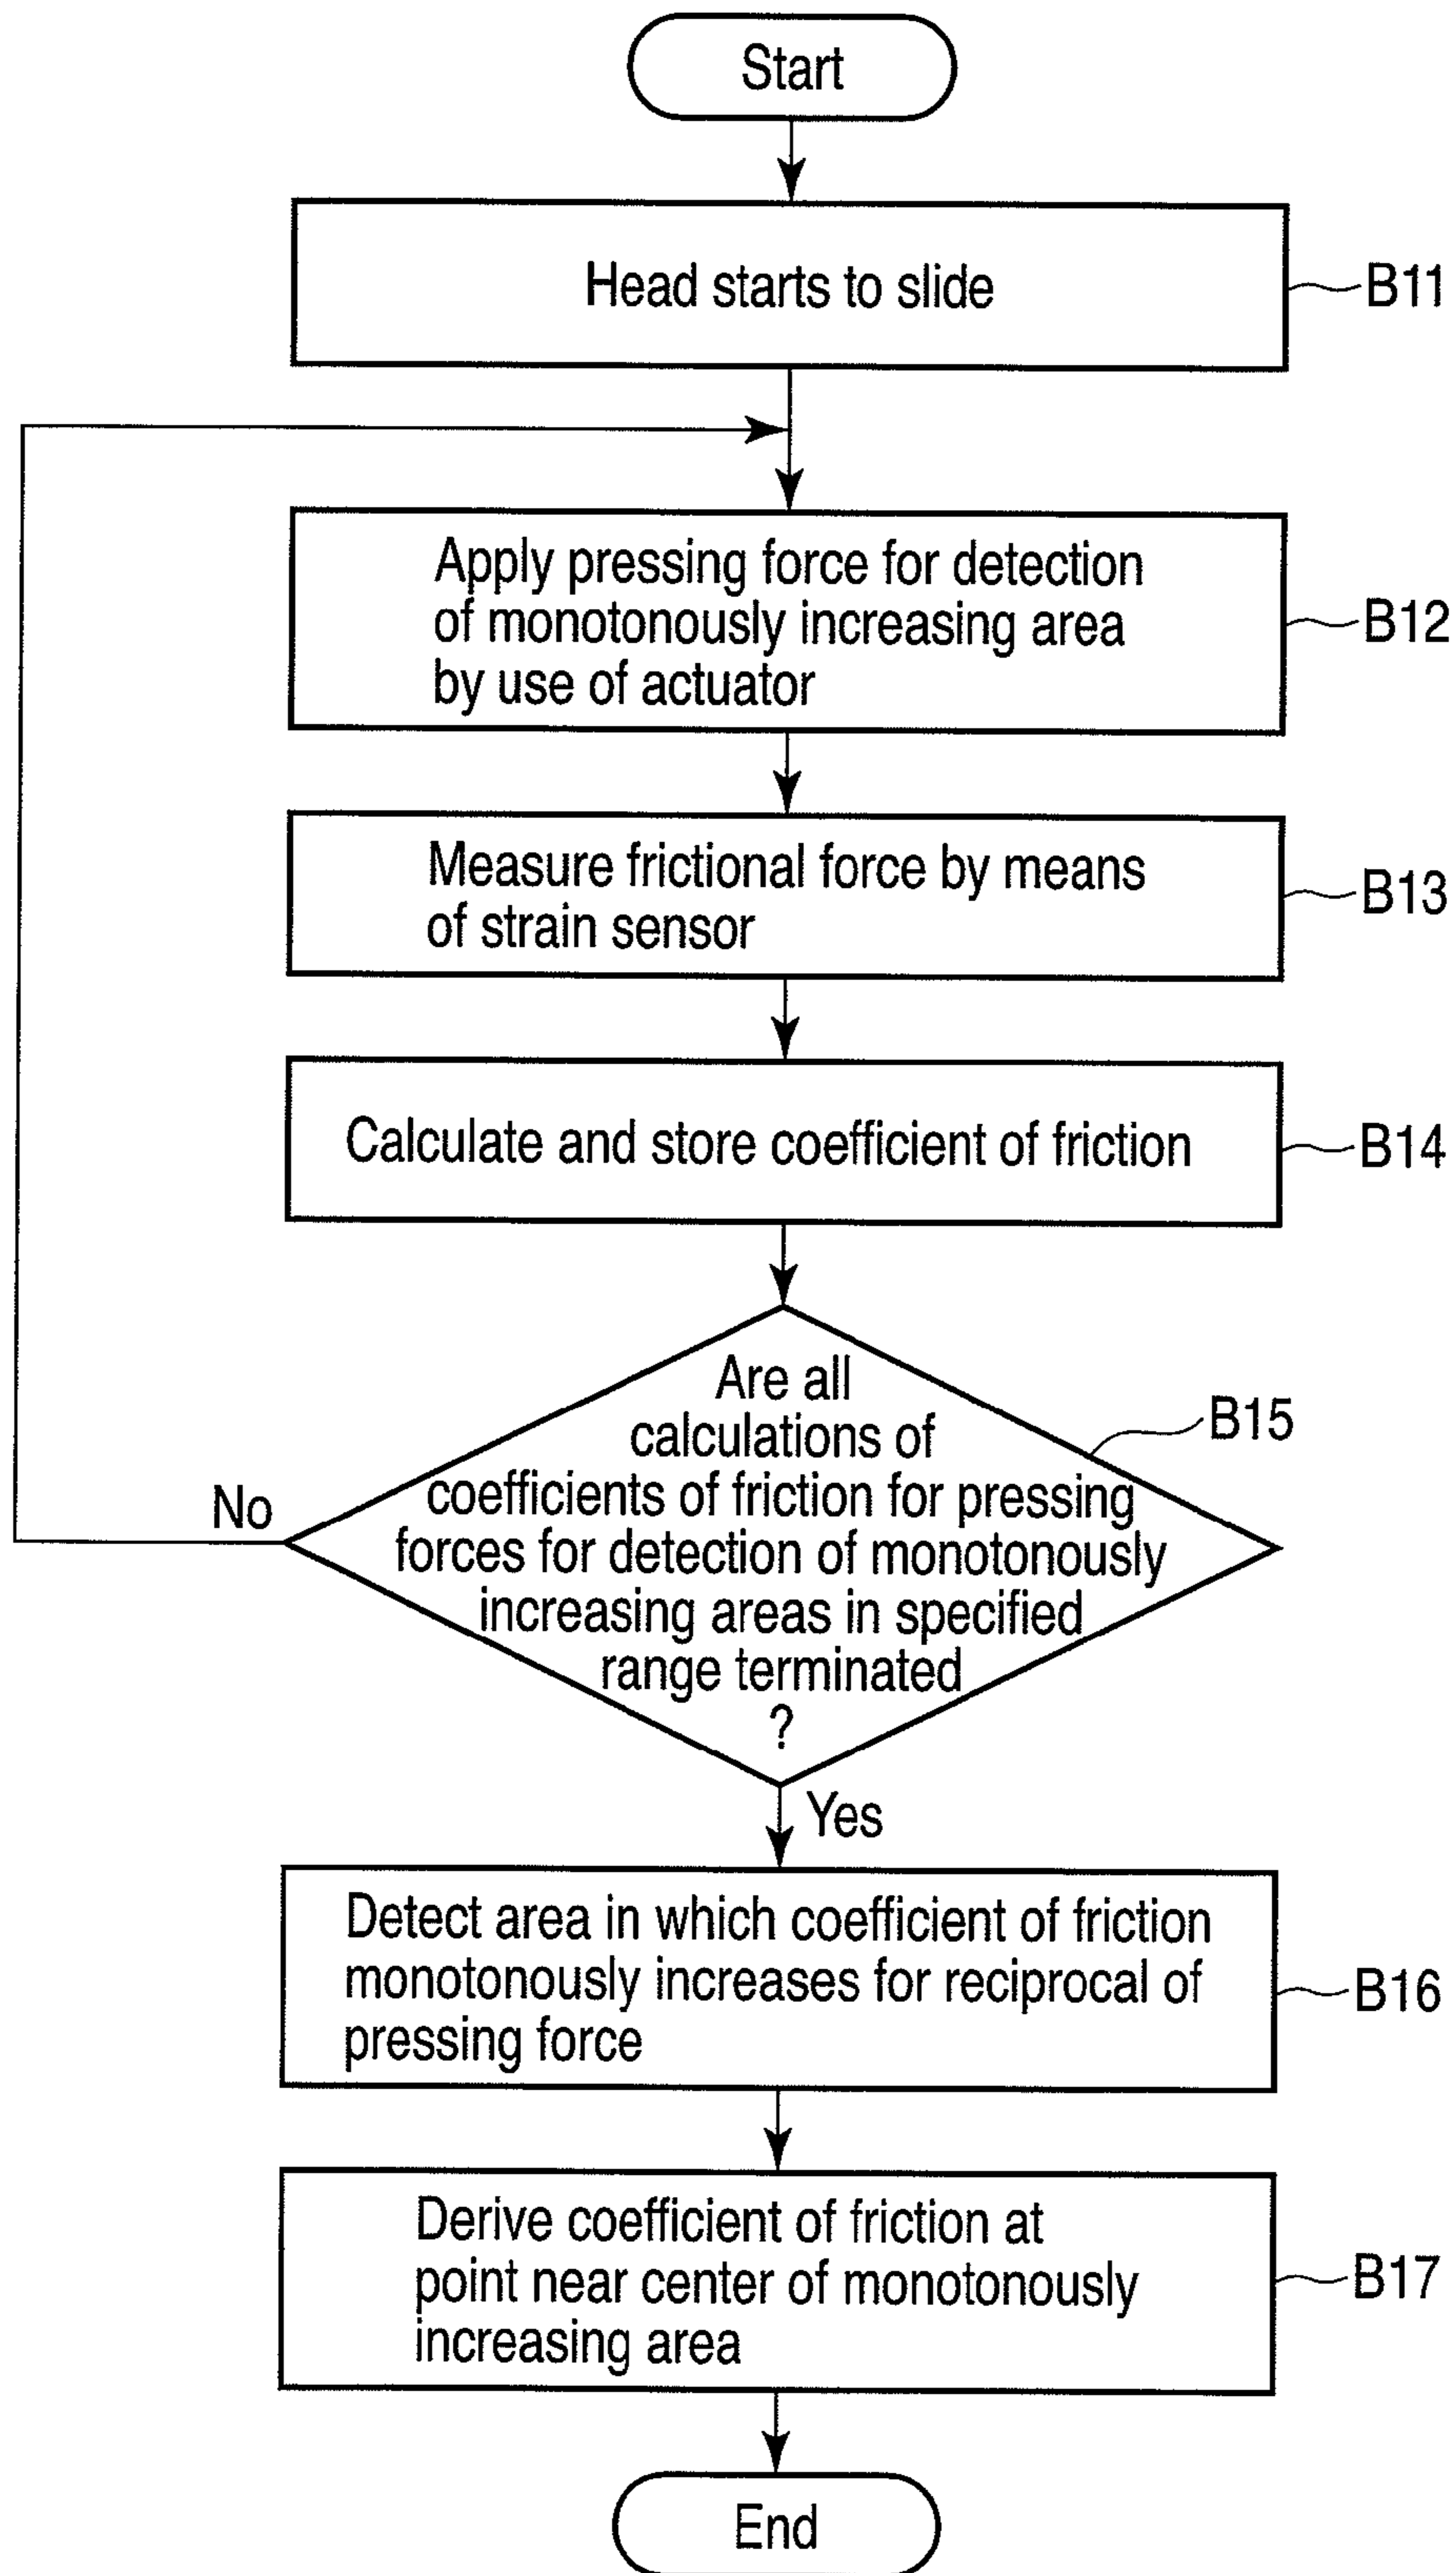 Start
Head starts to slide
B11
Apply pressing force for detection
of monotonously increasing area
by use of actuator
B12
Measure frictional force by means
of strain sensor
B13
Calculate and store coefficient of friction
B14
Are all
calculations of
coefficients of friction for pressing
forces for detection of monotonously
increasing areas in specified
range terminated
?
B15
No
Yes
Detect area in which coefficient of friction
monotonously increases for reciprocal of
pressing force
B16
Derive coefficient of friction at
point near center of monotonously
increasing area
B17
End